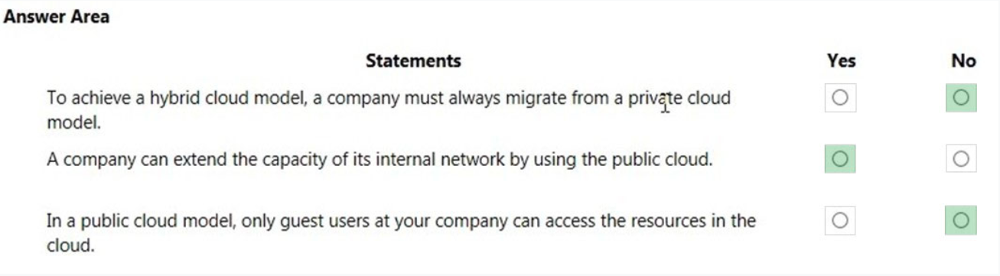 Answer Area
Statements Yes No
To achieve a hybrid cloud model, a company must always migrate from a private cloud
model.
A company can extend the capacity of its internal network by using the public cloud.
In a public cloud model, only guest users at your company can access the resources in the
cloud.